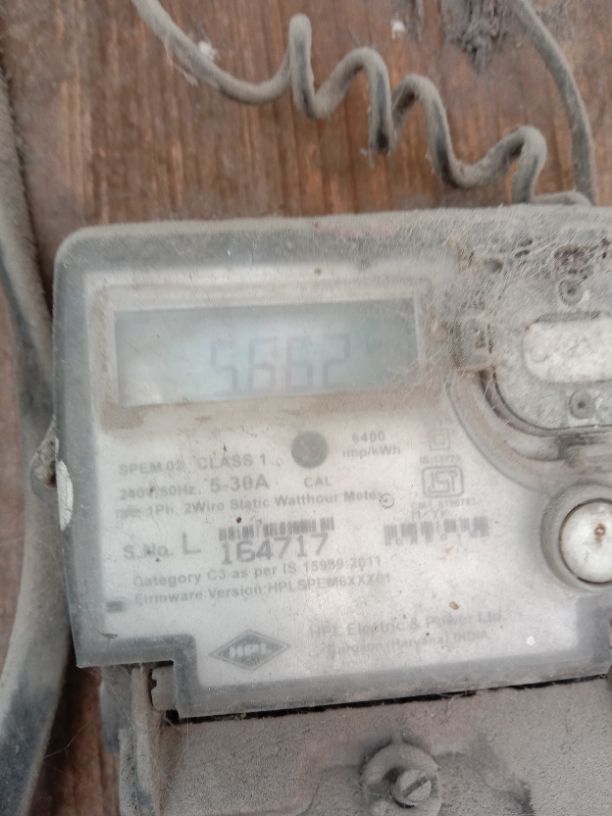 5662
6400
imp/kWh
SPEM 02 CLASS 1
240V, 50Hz, 5-30A CAL
1Ph, 2Wire Static Watthour Meter
S.No. L 164717
Category C3 as per IS 15959:2011
Firmware Version HPLSPEM6XXX01
HPL
HPL Electric & Power Ltd.
Gurgaon (Haryana) INDIA